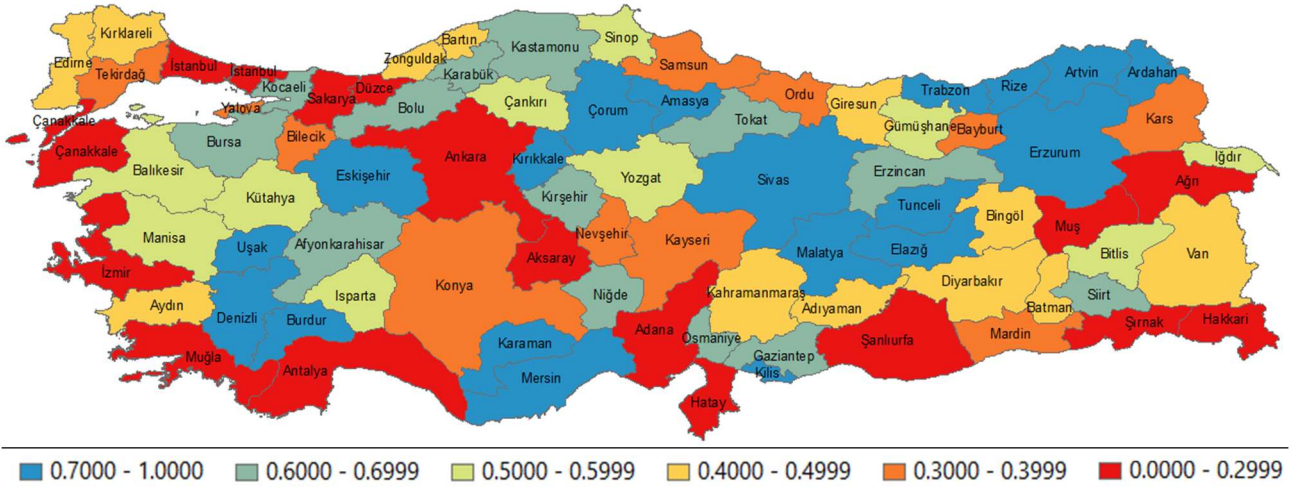 Kırklareli
Edirne
Tekirdağ
İstanbul
İstanbul
Kocaeli
Yalova
Sakarya
Düzce
Zonguldak
Bartın
Karabük
Kastamonu
Sinop
Samsun
Bolu
Çankırı
Çorum
Amasya
Ordu
Tokat
Giresun
Trabzon
Rize
Artvin
Ardahan
Gümüşhane
Bayburt
Kars
Erzurum
Iğdır
Ağrı
Çanakkale
Çanakkale
Bursa
Bilecik
Balıkesir
Kütahya
Eskişehir
Ankara
Kırıkkale
Kırşehir
Yozgat
Sivas
Erzincan
Tunceli
Bingöl
Muş
Bitlis
Van
Manisa
Uşak
Afyonkarahisar
İzmir
Aydın
Denizli
Isparta
Burdur
Konya
Aksaray
Nevşehir
Kayseri
Niğde
Malatya
Elazığ
Kahramanmaraş
Adıyaman
Diyarbakır
Batman
Siirt
Şırnak
Hakkari
Mardin
Şanlıurfa
Muğla
Antalya
Karaman
Mersin
Adana
Osmaniye
Gaziantep
Kilis
Hatay
0.7000 - 1.0000
0.6000 - 0.6999
0.5000 - 0.5999
0.4000 - 0.4999
0.3000 - 0.3999
0.0000 - 0.2999